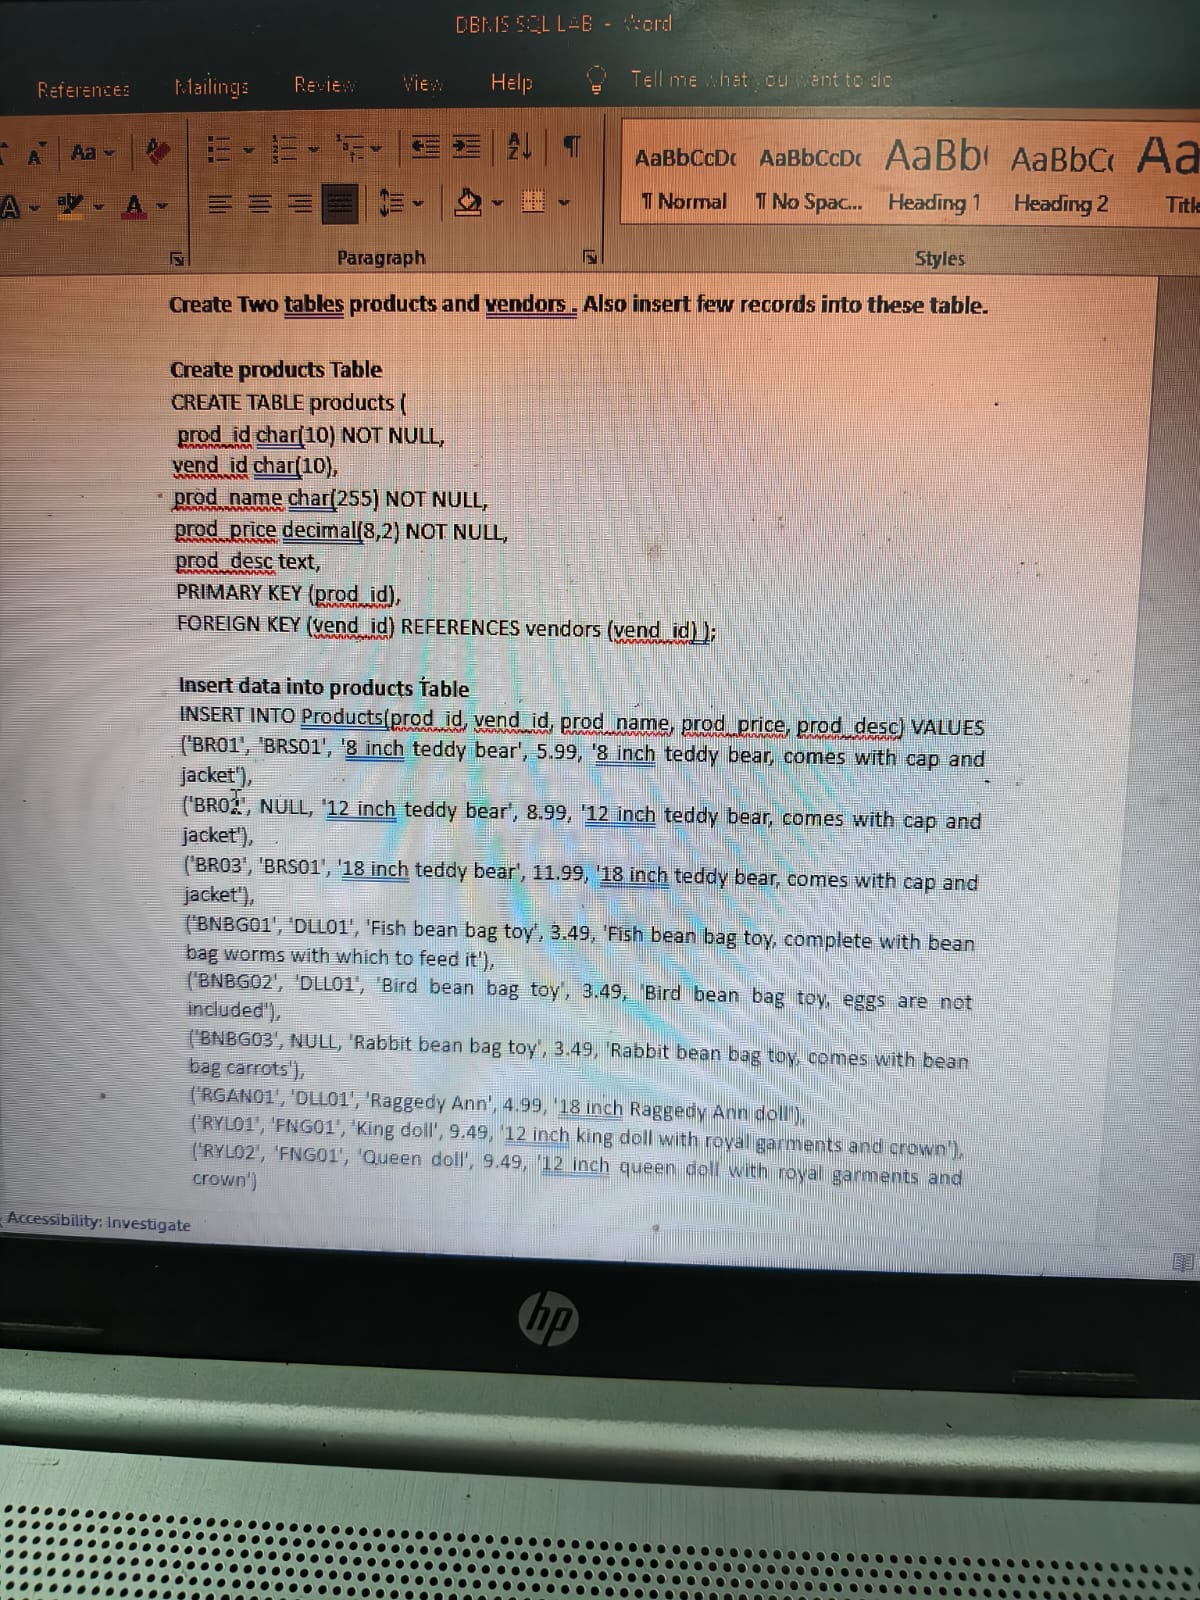 DBMS SQL LAB - Word
References Mailings Review View Help Tell me what you want to do
Aa
AaBbCcDc AaBbCcDc AaBb AaBbCc Aa
¶ Normal ¶ No Spac... Heading 1 Heading 2 Title
Paragraph Styles
Create Two tables products and vendors . Also insert few records into these table.
Create products Table
CREATE TABLE products (
prod_id char(10) NOT NULL,
vend_id char(10),
prod_name char(255) NOT NULL,
prod_price decimal(8,2) NOT NULL,
prod_desc text,
PRIMARY KEY (prod_id),
FOREIGN KEY (vend_id) REFERENCES vendors (vend_id) );
Insert data into products Table
INSERT INTO Products(prod_id, vend_id, prod_name, prod_price, prod_desc) VALUES
('BR01', 'BRS01', '8 inch teddy bear', 5.99, '8 inch teddy bear, comes with cap and
jacket'),
('BR02', NULL, '12 inch teddy bear', 8.99, '12 inch teddy bear, comes with cap and
jacket'),
('BR03', 'BRS01', '18 inch teddy bear', 11.99, '18 inch teddy bear, comes with cap and
jacket'),
('BNBG01', 'DLL01', 'Fish bean bag toy', 3.49, 'Fish bean bag toy, complete with bean
bag worms with which to feed it'),
('BNBG02', 'DLL01', 'Bird bean bag toy', 3.49, 'Bird bean bag toy, eggs are not
included'),
('BNBG03', NULL, 'Rabbit bean bag toy', 3.49, 'Rabbit bean bag toy, comes with bean
bag carrots'),
('RGAN01', 'DLL01', 'Raggedy Ann', 4.99, '18 inch Raggedy Ann doll'),
('RYL01', 'FNG01', 'King doll', 9.49, '12 inch king doll with royal garments and crown'),
('RYL02', 'FNG01', 'Queen doll', 9.49, '12 inch queen doll with royal garments and
crown')
Accessibility: Investigate
hp